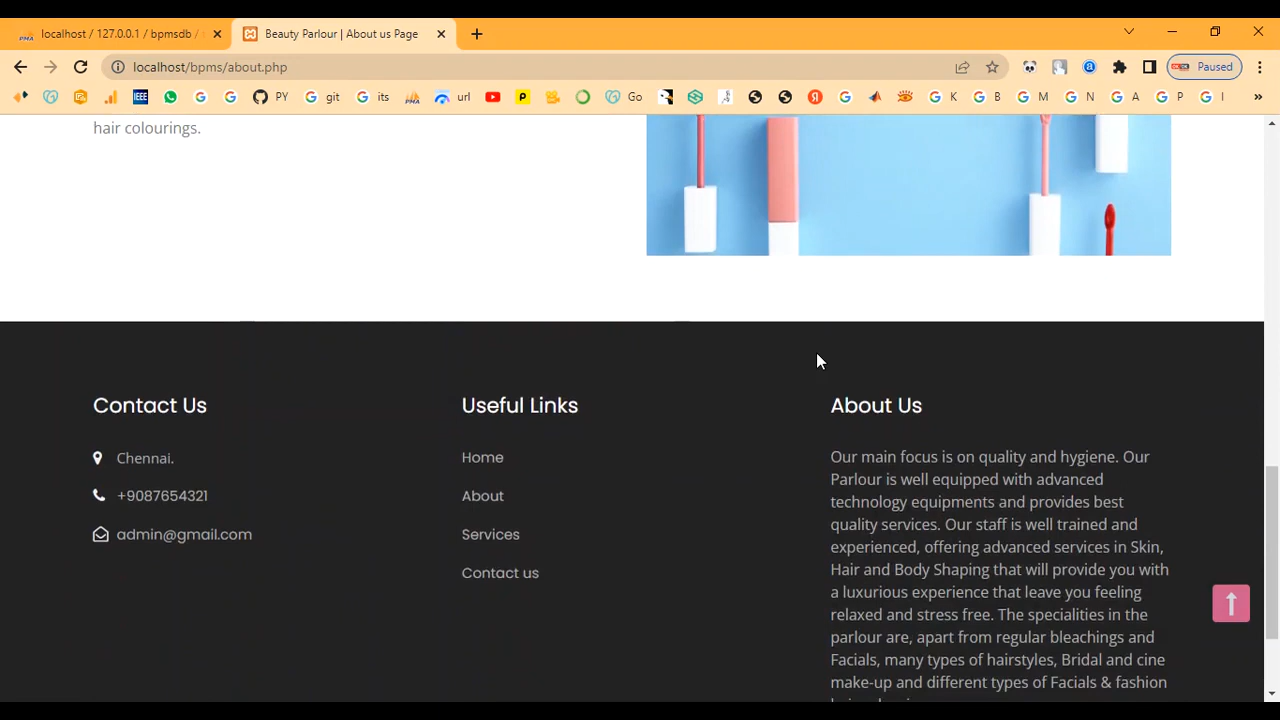 localhost / 127.0.0.1 / bpmsdb /
Beauty Parlour | About us Page
localhost/bpms/about.php
Paused
IEEE
PY
git
its
url
Go
K
B
M
N
A
P
I
»
hair colourings.
Contact Us
Chennai.
+9087654321
admin@gmail.com
Useful Links
Home
About
Services
Contact us
About Us
Our main focus is on quality and hygiene. Our
Parlour is well equipped with advanced
technology equipments and provides best
quality services. Our staff is well trained and
experienced, offering advanced services in Skin,
Hair and Body Shaping that will provide you with
a luxurious experience that leave you feeling
relaxed and stress free. The specialities in the
parlour are, apart from regular bleachings and
Facials, many types of hairstyles, Bridal and cine
make-up and different types of Facials & fashion